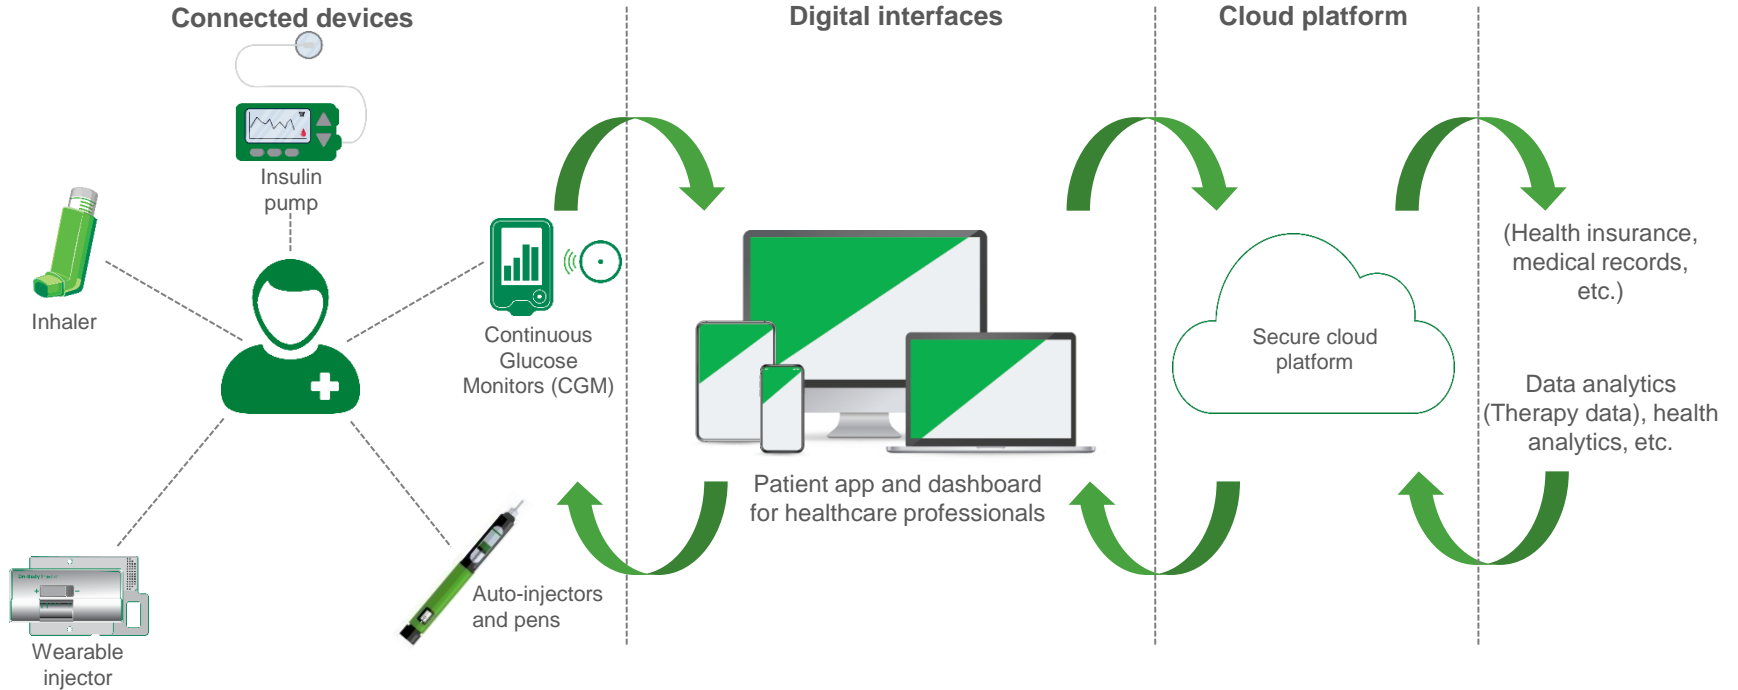 Connected devices
Digital interfaces
Cloud platform
Insulin
pump
Inhaler
Continuous
Glucose
Monitors (CGM)
Auto-injectors
and pens
Wearable
injector
Patient app and dashboard
for healthcare professionals
Secure cloud
platform
(Health insurance,
medical records,
etc.)
Data analytics
(Therapy data), health
analytics, etc.